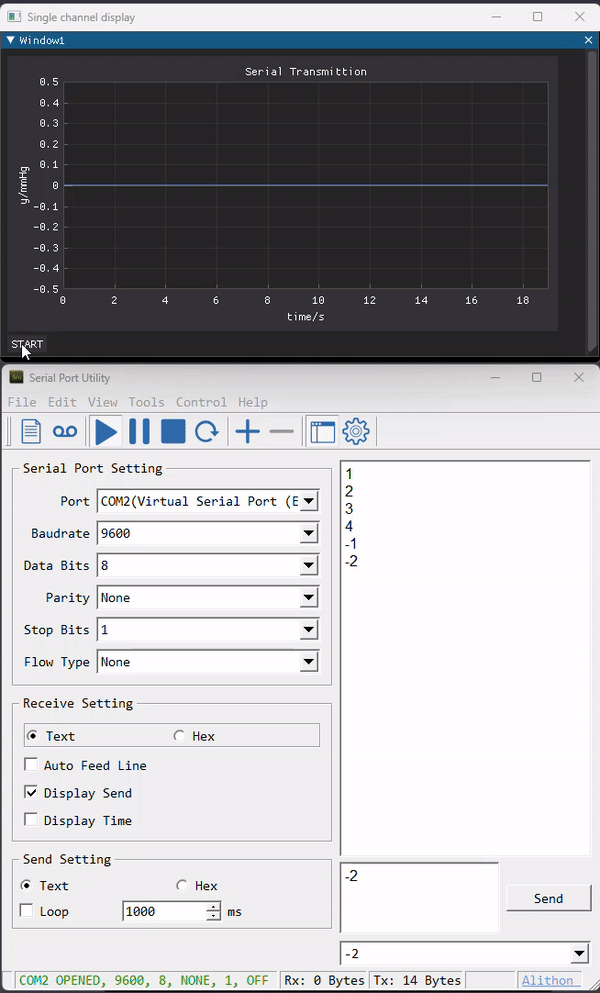 Single channel display
Window1
Serial Transmittion
0.5
0.4
0.3
0.2
0.1
0
-0.1
-0.2
-0.3
-0.4
-0.5
y/mmHg
0 2 4 6 8 10 12 14 16 18
time/s
START
Serial Port Utility
File Edit View Tools Control Help
Serial Port Setting
Port COM2(Virtual Serial Port (E
Baudrate 9600
Data Bits 8
Parity None
Stop Bits 1
Flow Type None
Receive Setting
Text Hex
Auto Feed Line
Display Send
Display Time
Send Setting
Text Hex
Loop 1000 ms
1
2
3
4
-1
-2
-2
Send
-2
COM2 OPENED, 9600, 8, NONE, 1, OFF Rx: 0 Bytes Tx: 14 Bytes Alithon